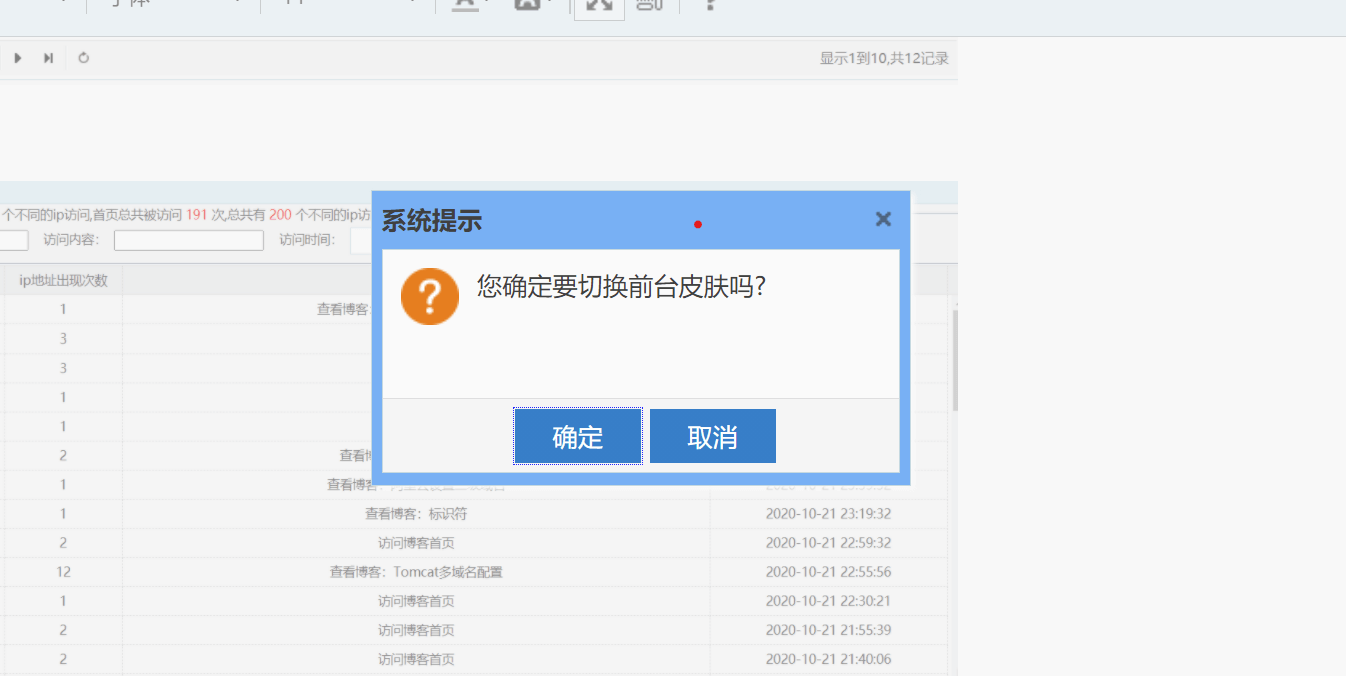 显示1到10,共12记录
个不同的ip访问,首页总共被访问 191 次,总共有 200 个不同的ip访
访问内容: 访问时间:
系统提示
您确定要切换前台皮肤吗?
确定 取消
ip地址出现次数
1 查看博客:
3
3
1
1
2 查看博
1 查看博客:
1 查看博客：标识符 2020-10-21 23:19:32
2 访问博客首页 2020-10-21 22:59:32
12 查看博客：Tomcat多域名配置 2020-10-21 22:55:56
1 访问博客首页 2020-10-21 22:30:21
2 访问博客首页 2020-10-21 21:55:39
2 访问博客首页 2020-10-21 21:40:06